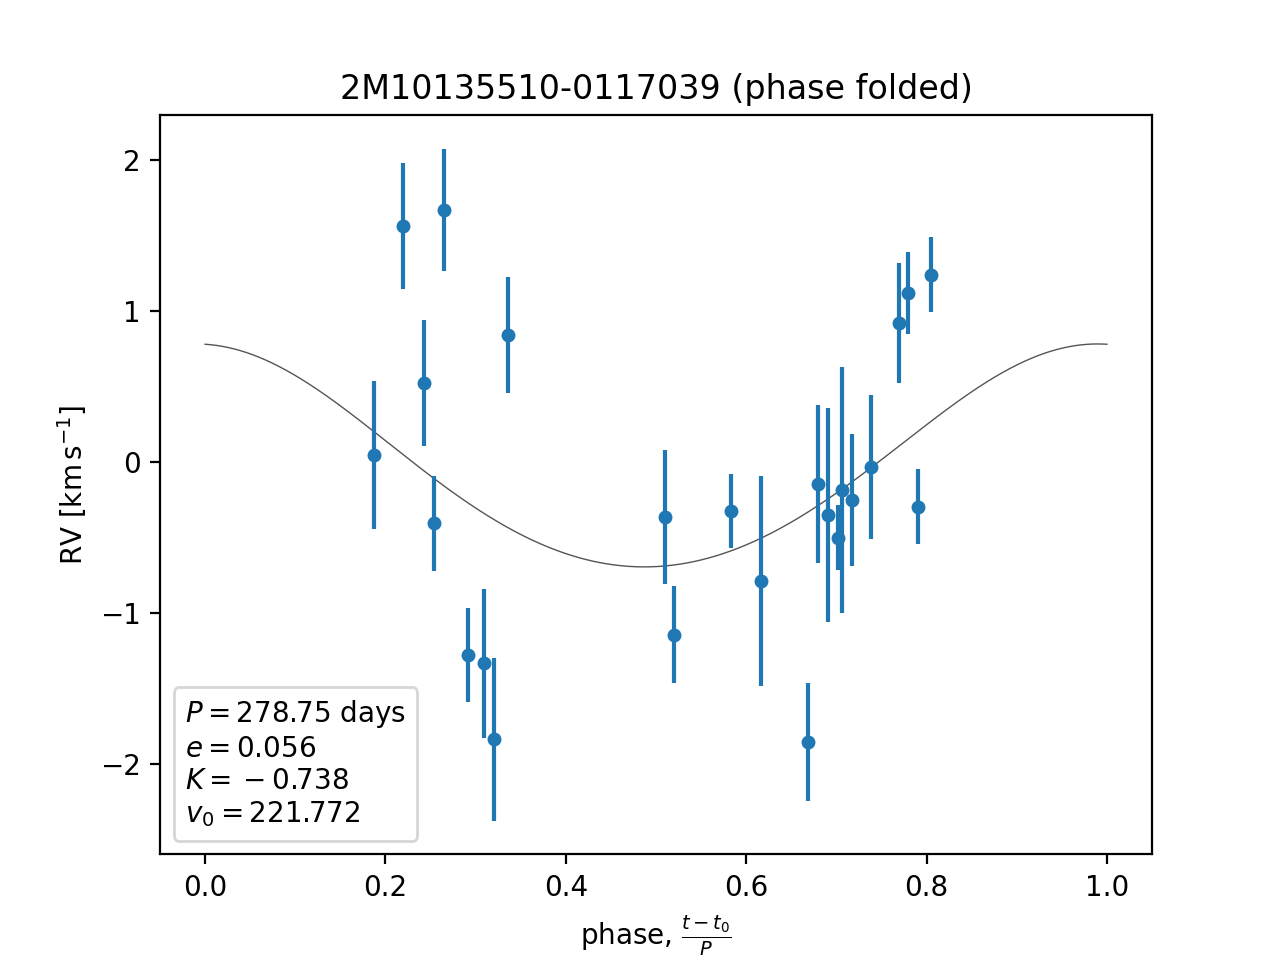 2M10135510-0117039 (phase folded)
2
1
0
−1
−2
RV [km s⁻¹]
P = 278.75 days
e = 0.056
K = −0.738
v₀ = 221.772
0.0 0.2 0.4 0.6 0.8 1.0
phase, (t − t₀)/P